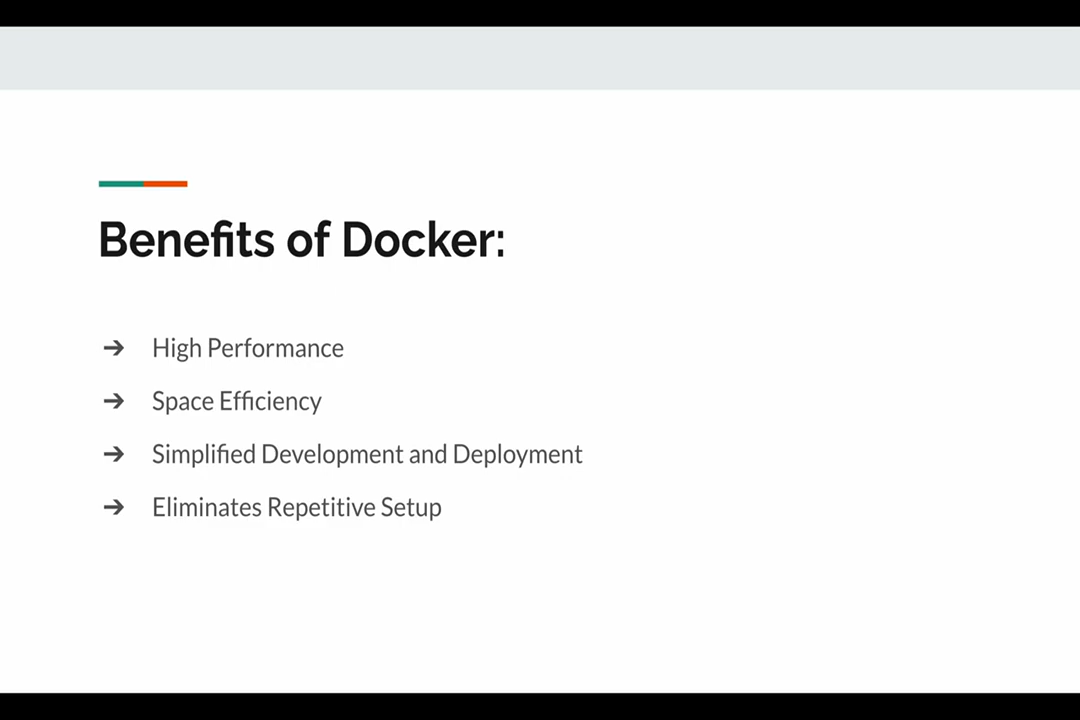 Benefits of Docker:
➔ High Performance
➔ Space Efficiency
➔ Simplified Development and Deployment
➔ Eliminates Repetitive Setup